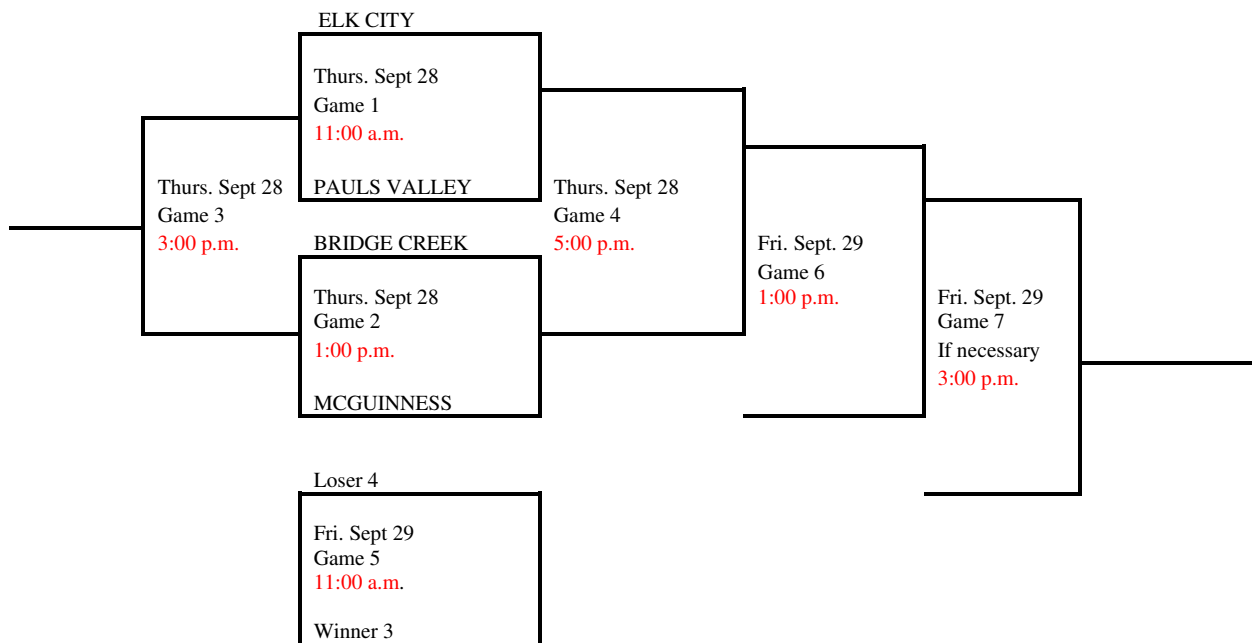 ELK CITY
Thurs. Sept 28
Game 1
11:00 a.m.
PAULS VALLEY
Thurs. Sept 28
Game 3
3:00 p.m.
Thurs. Sept 28
Game 4
5:00 p.m.
BRIDGE CREEK
Thurs. Sept 28
Game 2
1:00 p.m.
MCGUINNESS
Fri. Sept. 29
Game 6
1:00 p.m.
Fri. Sept. 29
Game 7
If necessary
3:00 p.m.
Loser 4
Fri. Sept 29
Game 5
11:00 a.m.
Winner 3